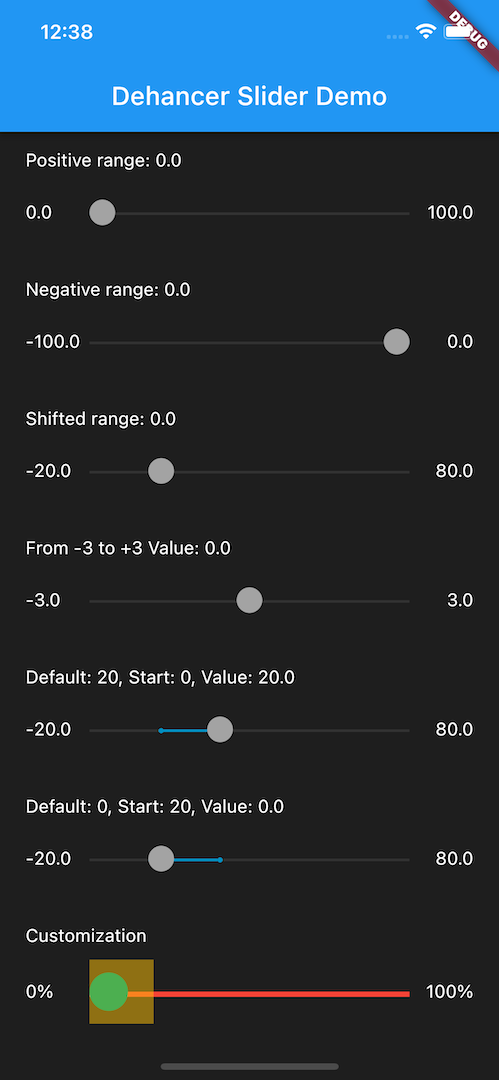 12:38
DEBUG
Dehancer Slider Demo
Positive range: 0.0
0.0 100.0
Negative range: 0.0
-100.0 0.0
Shifted range: 0.0
-20.0 80.0
From -3 to +3 Value: 0.0
-3.0 3.0
Default: 20, Start: 0, Value: 20.0
-20.0 80.0
Default: 0, Start: 20, Value: 0.0
-20.0 80.0
Customization
0% 100%